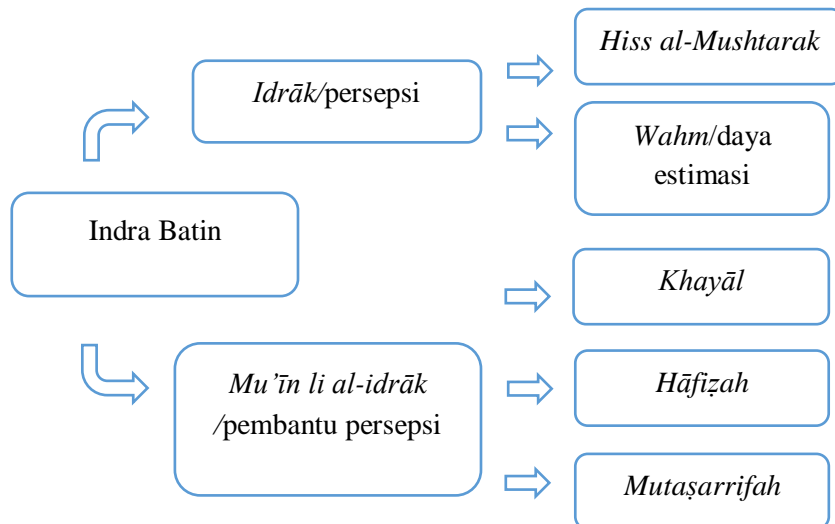 Indra Batin
Idrāk/persepsi
Hiss al-Mushtarak
Wahm/daya
estimasi
Mu’īn li al-idrāk
/pembantu persepsi
Khayāl
Hāfiẓah
Mutaṣarrifah